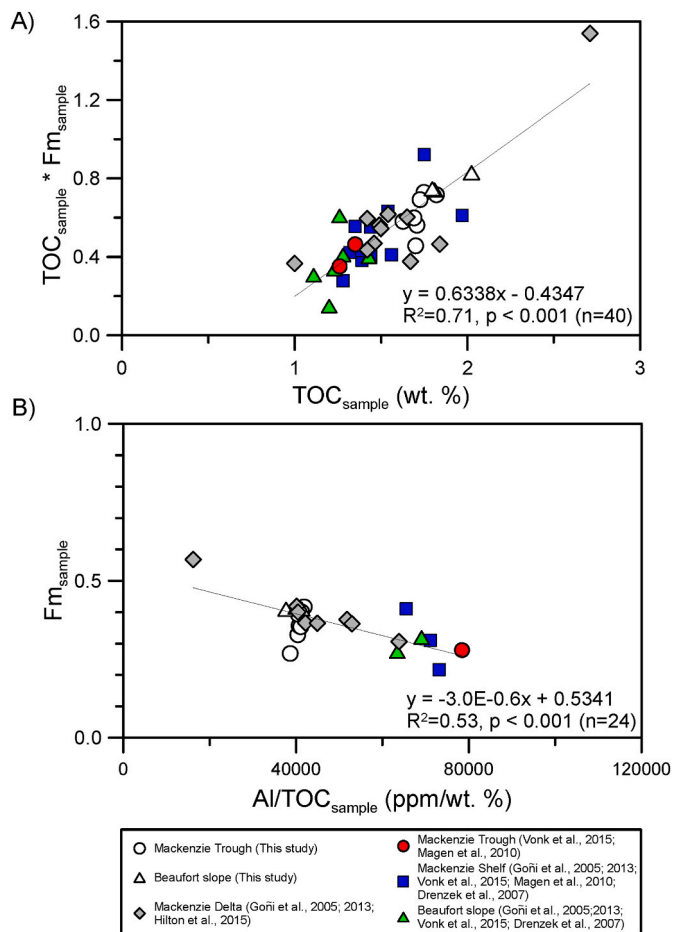 A)
1.6
1.2
0.8
0.4
0.0
TOCsample * Fmsample
y = 0.6338x - 0.4347
R²=0.71, p < 0.001 (n=40)
0 1 2 3
TOCsample (wt. %)
B)
1.0
0.5
0.0
Fmsample
y = -3.0E-0.6x + 0.5341
R²=0.53, p < 0.001 (n=24)
0 40000 80000 120000
Al/TOCsample (ppm/wt. %)
Mackenzie Trough (This study)
Beaufort slope (This study)
Mackenzie Delta (Goñi et al., 2005; 2013;
Hilton et al., 2015)
Mackenzie Trough (Vonk et al., 2015;
Magen et al., 2010)
Mackenzie Shelf (Goñi et al., 2005; 2013;
Vonk et al., 2015; Magen et al., 2010;
Drenzek et al., 2007)
Beaufort slope (Goñi et al., 2005;2013;
Vonk et al., 2015; Drenzek et al., 2007)